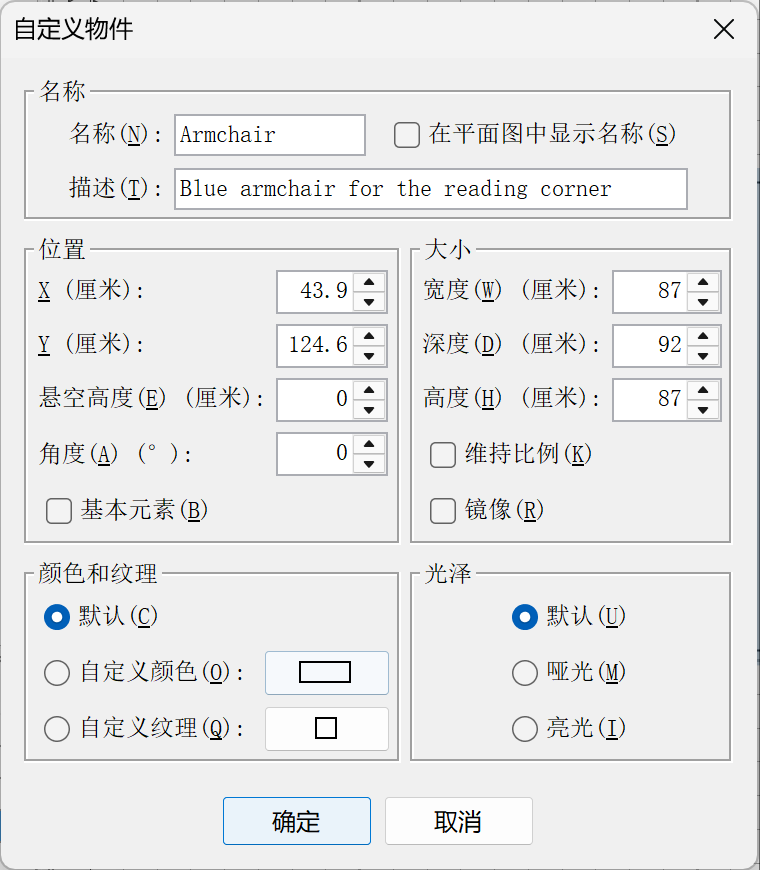 自定义物件
名称
名称(N):
Armchair
在平面图中显示名称(S)
描述(T):
Blue armchair for the reading corner
位置
X (厘米):
43.9
Y (厘米):
124.6
悬空高度(E) (厘米):
0
角度(A) (°):
0
基本元素(B)
大小
宽度(W) (厘米):
87
深度(D) (厘米):
92
高度(H) (厘米):
87
维持比例(K)
镜像(R)
颜色和纹理
默认(C)
自定义颜色(O):
自定义纹理(Q):
光泽
默认(U)
哑光(M)
亮光(I)
确定
取消